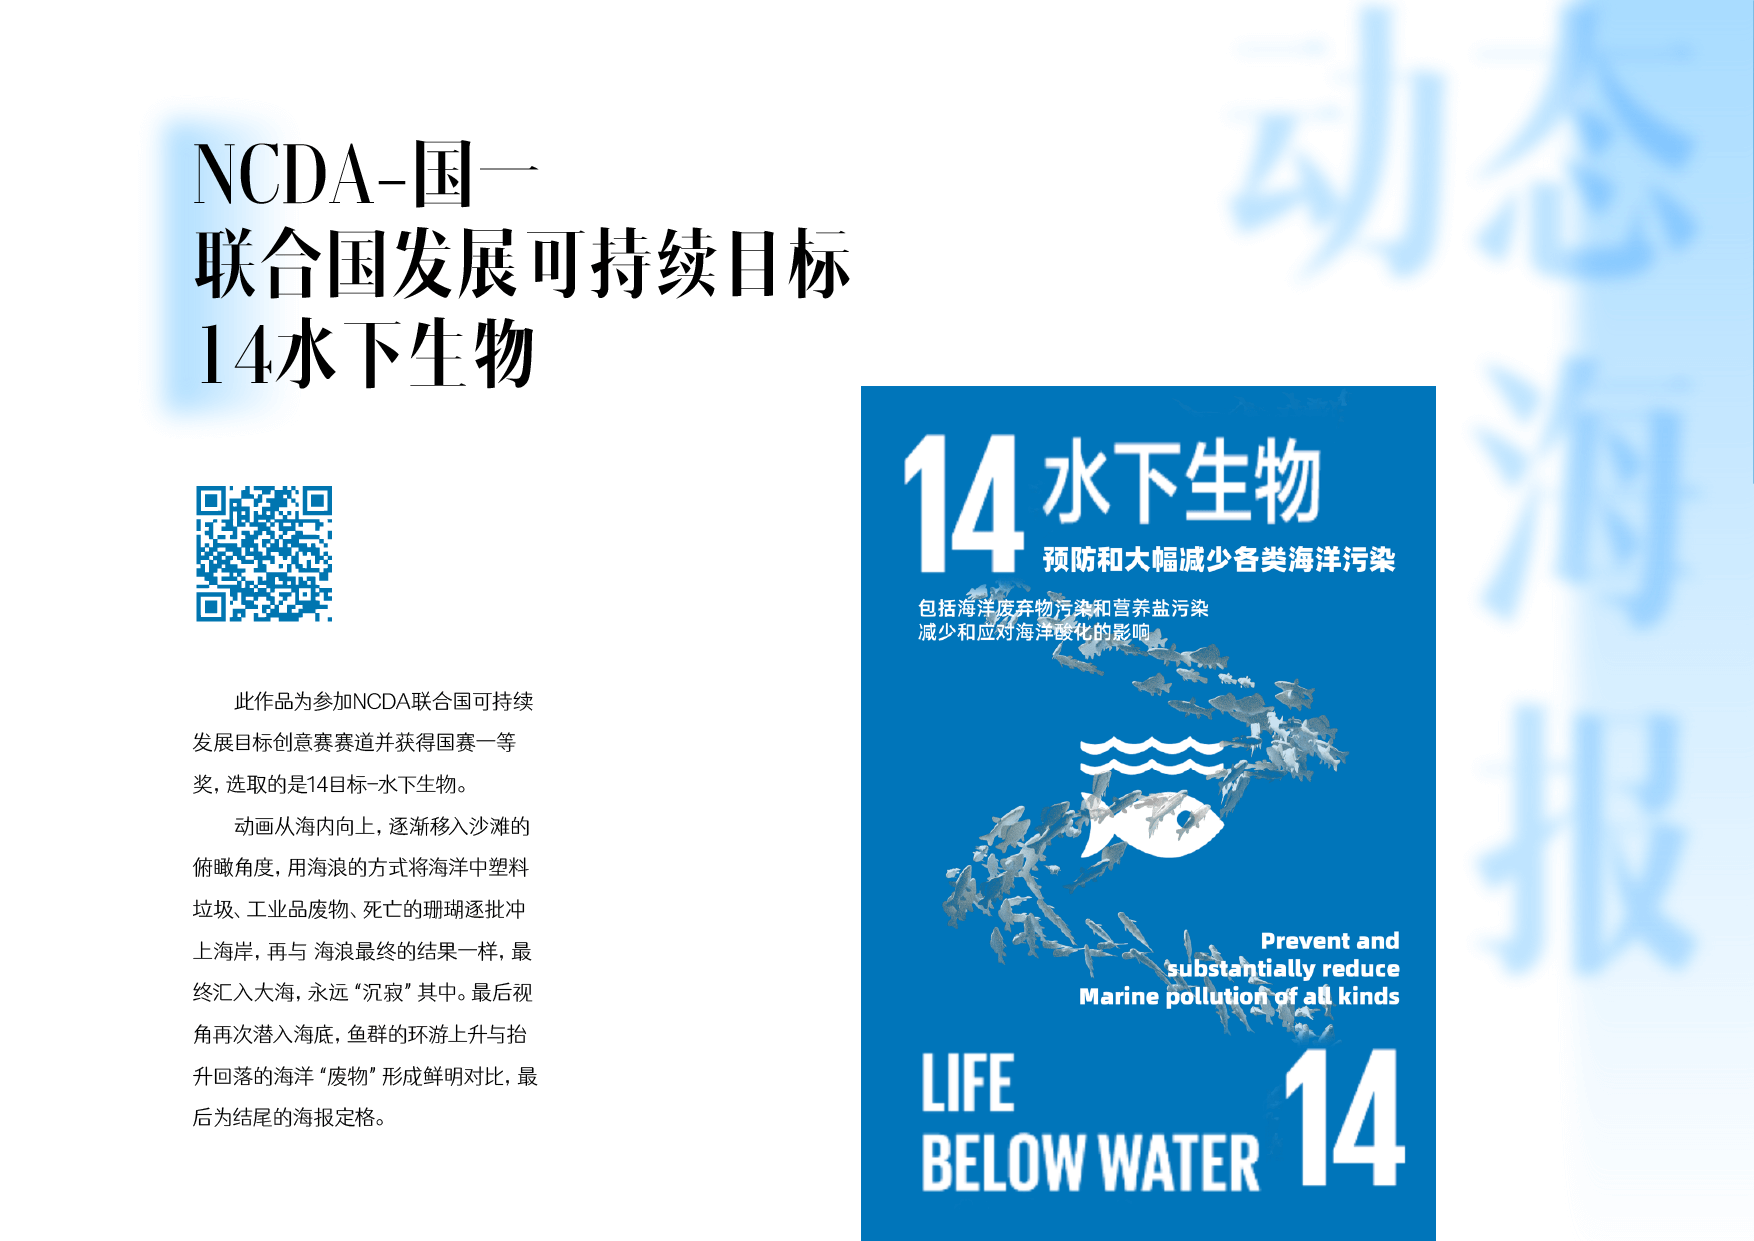 动态
海
报
NCDA-国一
联合国发展可持续目标
14水下生物
此作品为参加NCDA联合国可持续
发展目标创意赛赛道并获得国赛一等
奖，选取的是14目标-水下生物。
动画从海内向上，逐渐移入沙滩的
俯瞰角度，用海浪的方式将海洋中塑料
垃圾、工业品废物、死亡的珊瑚逐批冲
上海岸，再与 海浪最终的结果一样，最
终汇入大海，永远 “沉寂” 其中。最后视
角再次潜入海底，鱼群的环游上升与抬
升回落的海洋 “废物” 形成鲜明对比，最
后为结尾的海报定格。
14 水下生物
预防和大幅减少各类海洋污染
包括海洋废弃物污染和营养盐污染
减少和应对海洋酸化的影响
Prevent and
substantially reduce
Marine pollution of all kinds
LIFE
BELOW WATER
14